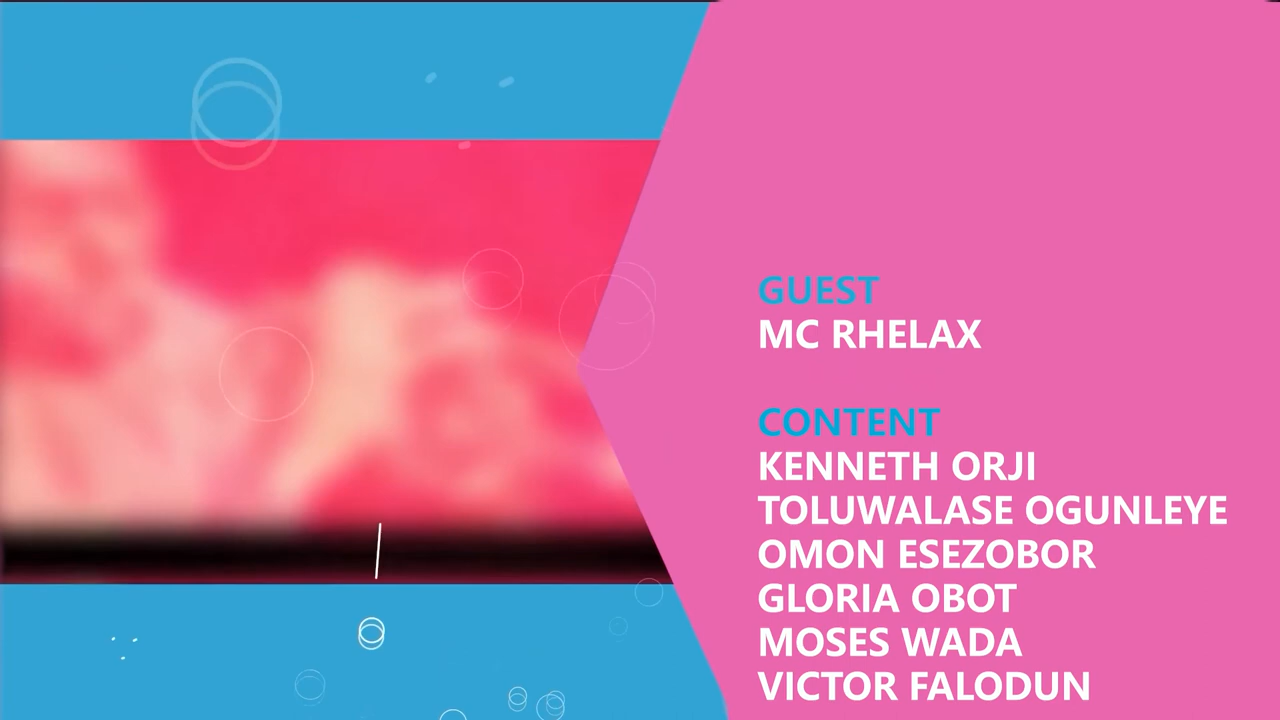 GUEST
MC RHELAX
CONTENT
KENNETH ORJI
TOLUWALASE OGUNLEYE
OMON ESEZOBOR
GLORIA OBOT
MOSES WADA
VICTOR FALODUN